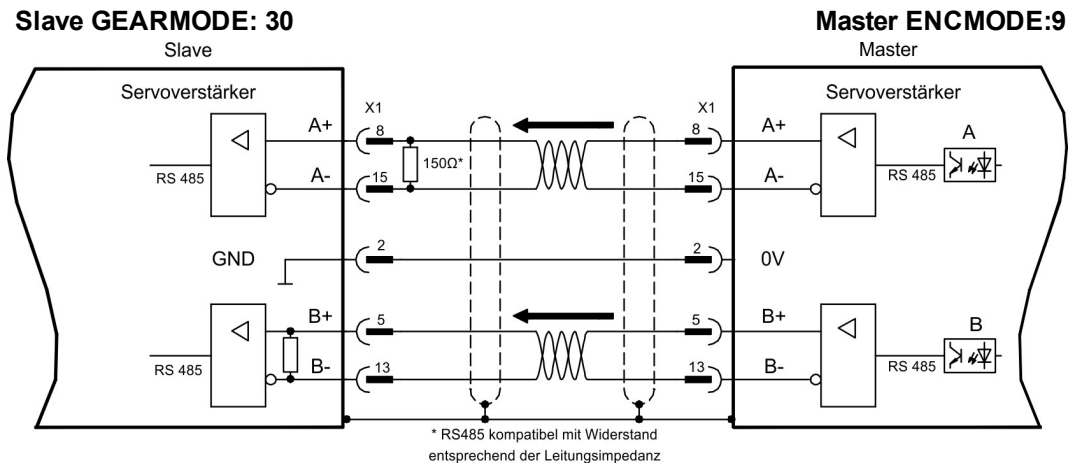 Slave GEARMODE: 30
Master ENCMODE:9
Slave
Master
Servoverstärker
Servoverstärker
X1
X1
A+
8
8
A+
A
150Ω*
RS 485
A-
15
15
A-
RS 485
GND
2
2
0V
B+
5
5
B+
B
RS 485
B-
13
13
B-
RS 485
* RS485 kompatibel mit Widerstand
entsprechend der Leitungsimpedanz